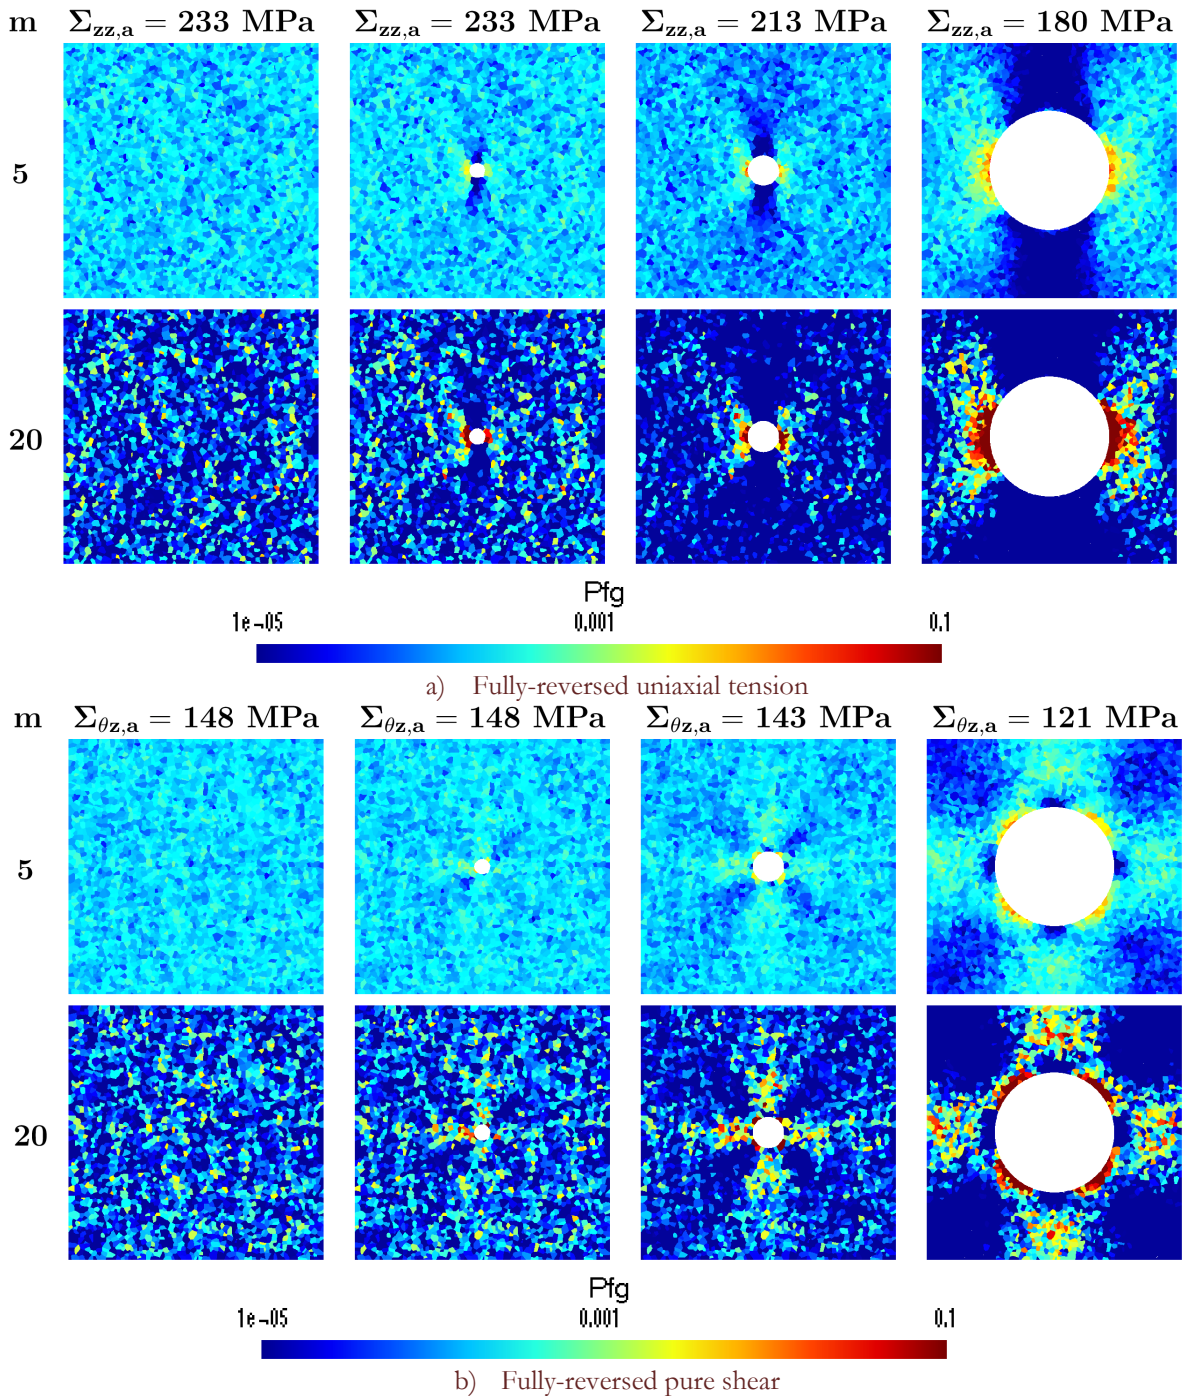 m Σzz,a = 233 MPa Σzz,a = 233 MPa Σzz,a = 213 MPa Σzz,a = 180 MPa
5
20
Pfg
1e-05 0.001 0.1
a) Fully-reversed uniaxial tension
m Σθz,a = 148 MPa Σθz,a = 148 MPa Σθz,a = 143 MPa Σθz,a = 121 MPa
5
20
Pfg
1e-05 0.001 0.1
b) Fully-reversed pure shear